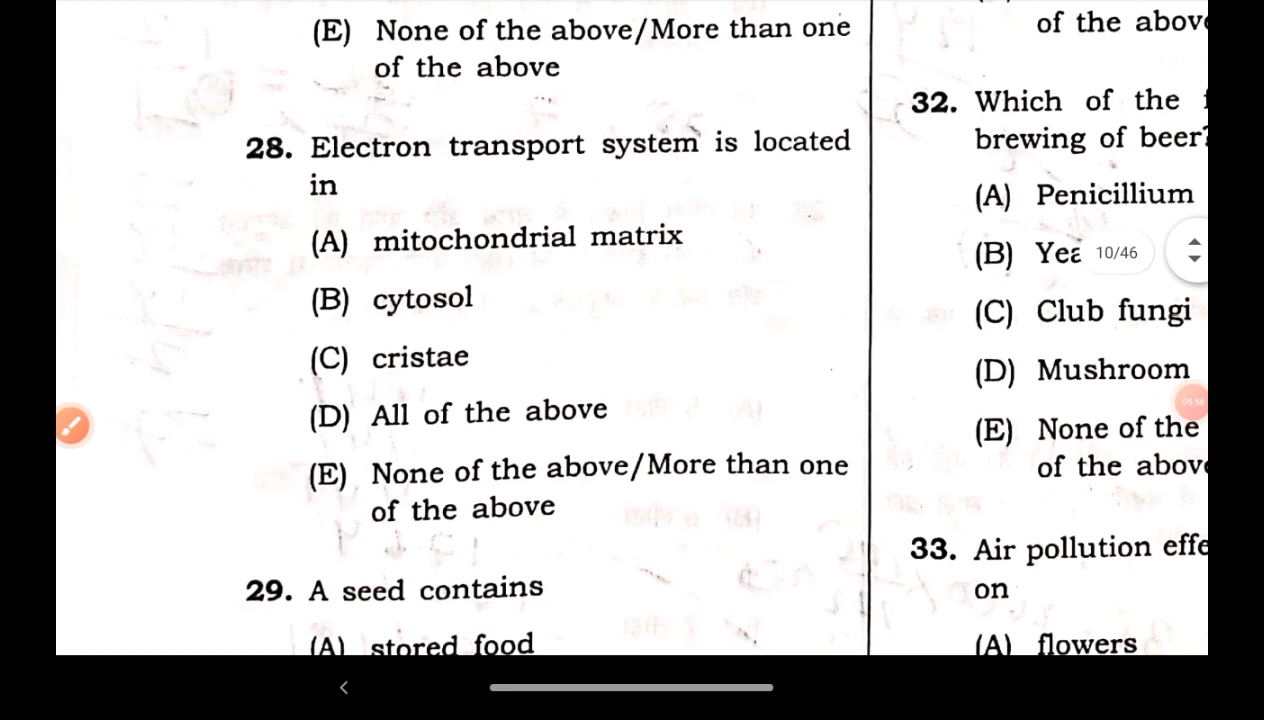 (E) None of the above/More than one
of the above
28. Electron transport system is located
in
(A) mitochondrial matrix
(B) cytosol
(C) cristae
(D) All of the above
(E) None of the above/More than one
of the above
29. A seed contains
(A) stored food
of the above
32. Which of the
brewing of beer?
(A) Penicillium
(B)
10/46
(C) Club fungi
(D) Mushroom
05:58
(E) None of the
of the above
33. Air pollution
on
(A) flowers